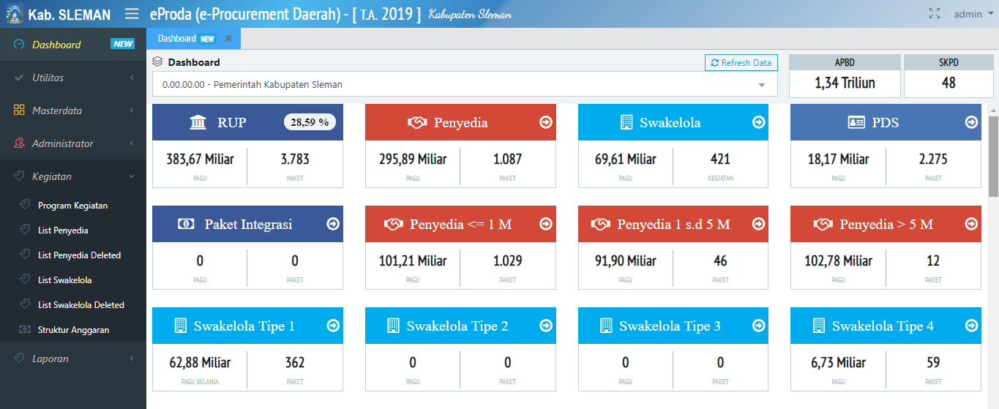 Kab. SLEMAN
eProda (e-Procurement Daerah) - [ T.A. 2019 ] Kabupaten Sleman
admin
Dashboard NEW
Utilitas
Masterdata
Administrator
Kegiatan
Program Kegiatan
List Penyedia
List Penyedia Deleted
List Swakelola
List Swakelola Deleted
Struktur Anggaran
Laporan
Dashboard NEW
Dashboard
Refresh Data
0.00.00.00 - Pemerintah Kabupaten Sleman
APBD
1,34 Triliun
SKPD
48
RUP 28,59 %
383,67 Miliar 3.783
PAGU PAKET
Penyedia
295,89 Miliar 1.087
PAGU PAKET
Swakelola
69,61 Miliar 421
PAGU KEGIATAN
PDS
18,17 Miliar 2.275
PAGU PAKET
Paket Integrasi
0 0
PAGU PAKET
Penyedia <= 1 M
101,21 Miliar 1.029
PAGU PAKET
Penyedia 1 s.d 5 M
91,90 Miliar 46
PAGU PAKET
Penyedia > 5 M
102,78 Miliar 12
PAGU PAKET
Swakelola Tipe 1
62,88 Miliar 362
PAGU BELANJA PAKET
Swakelola Tipe 2
0 0
PAGU PAKET
Swakelola Tipe 3
0 0
PAGU PAKET
Swakelola Tipe 4
6,73 Miliar 59
PAGU PAKET